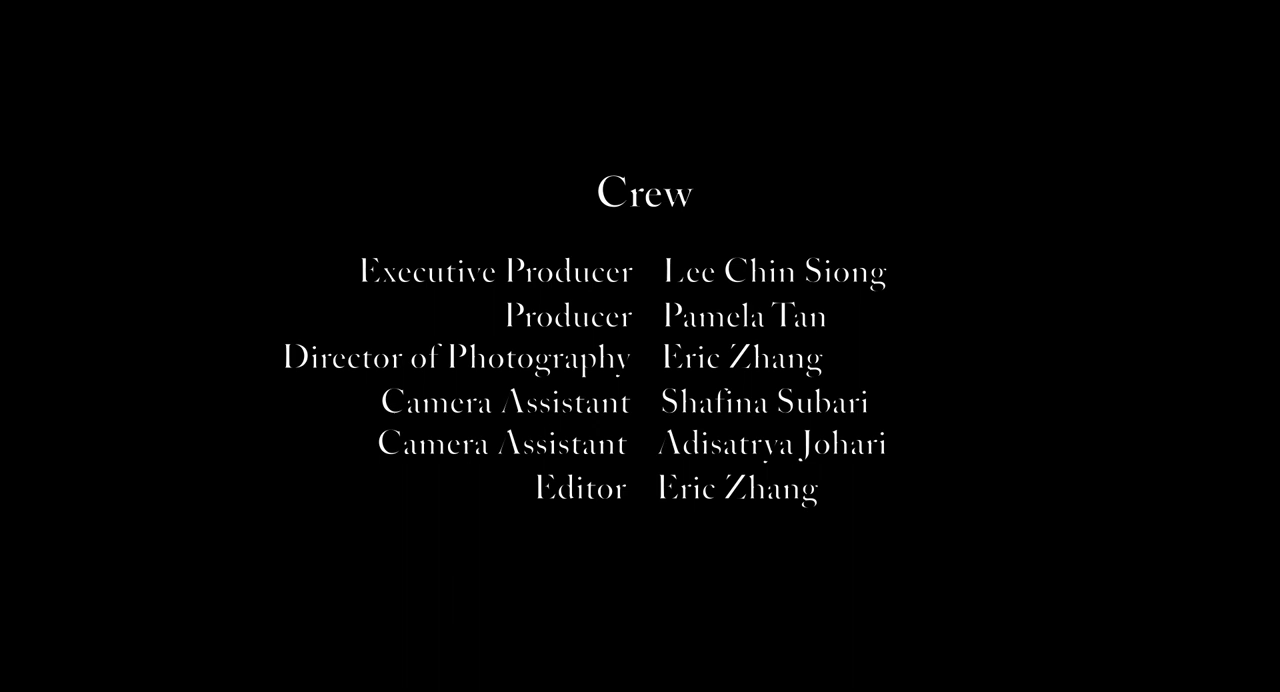 Crew
Executive Producer Lee Chin Siong
Producer Pamela Tan
Director of Photography Eric Zhang
Camera Assistant Shafina Subari
Camera Assistant Adisatrya Johari
Editor Eric Zhang